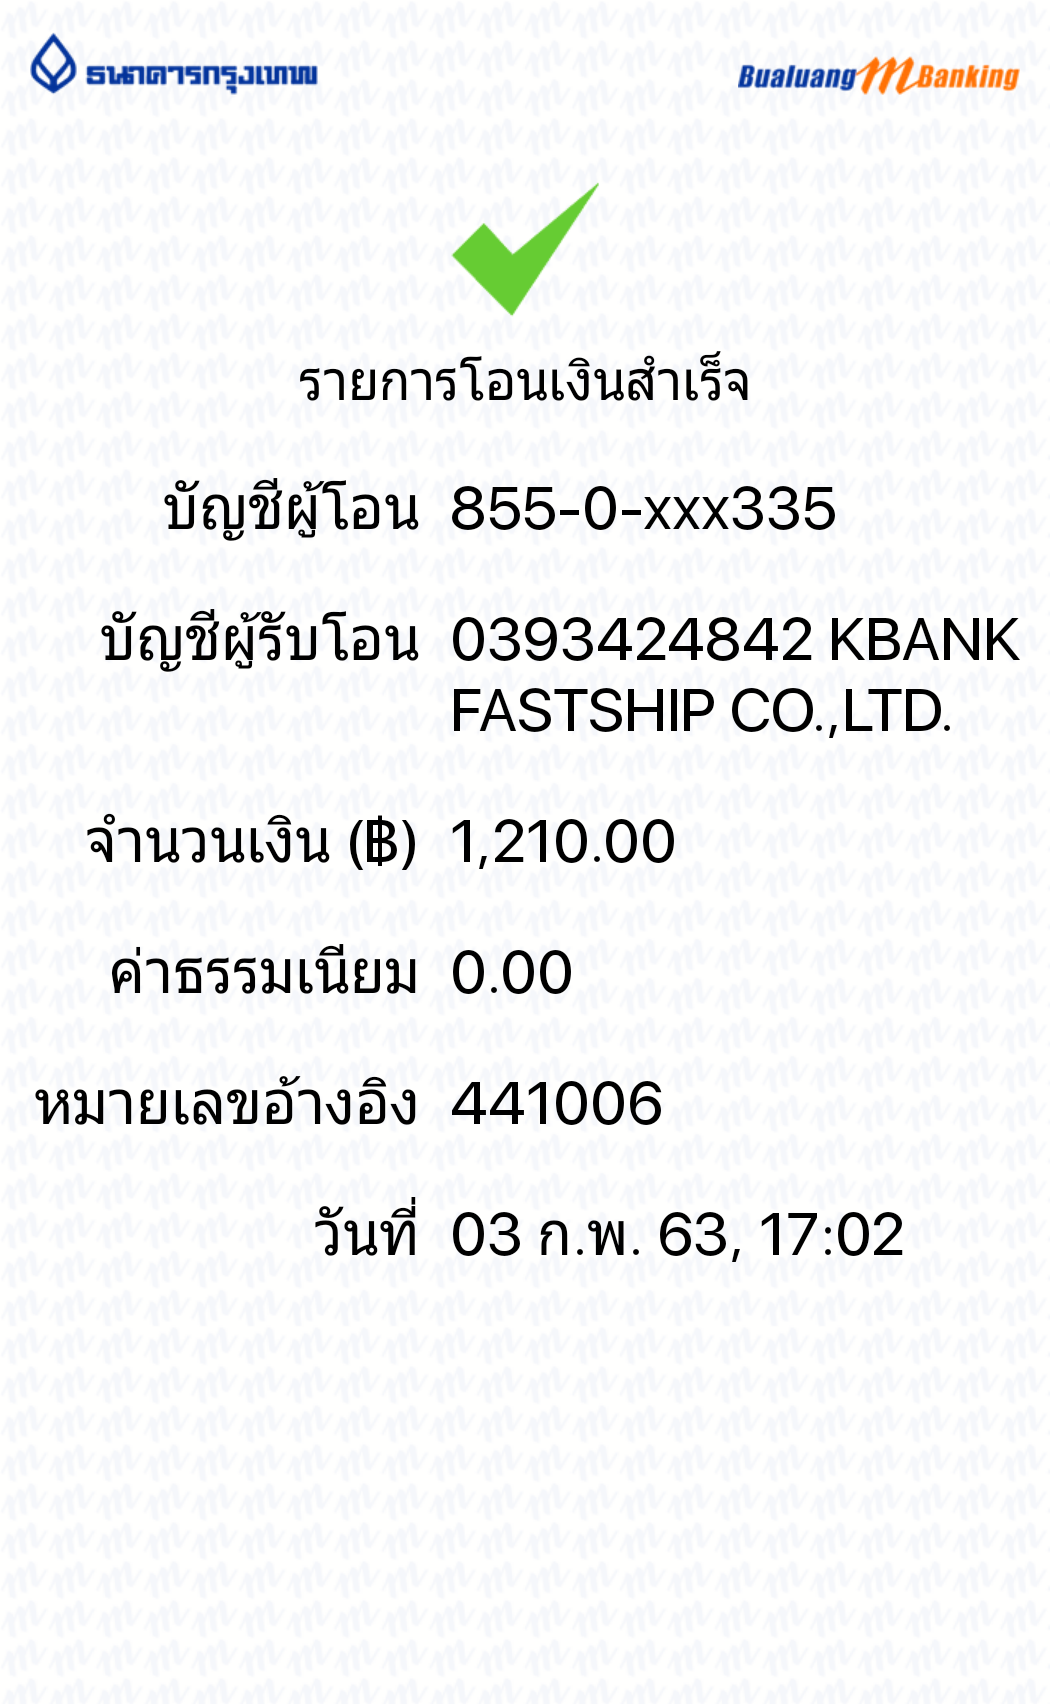 ธนาคารกรุงเทพ
Bualuang mBanking
รายการโอนเงินสำเร็จ
บัญชีผู้โอน 855-0-xxx335
บัญชีผู้รับโอน 0393424842 KBANK
FASTSHIP CO.,LTD.
จำนวนเงิน (฿) 1,210.00
ค่าธรรมเนียม 0.00
หมายเลขอ้างอิง 441006
วันที่ 03 ก.พ. 63, 17:02